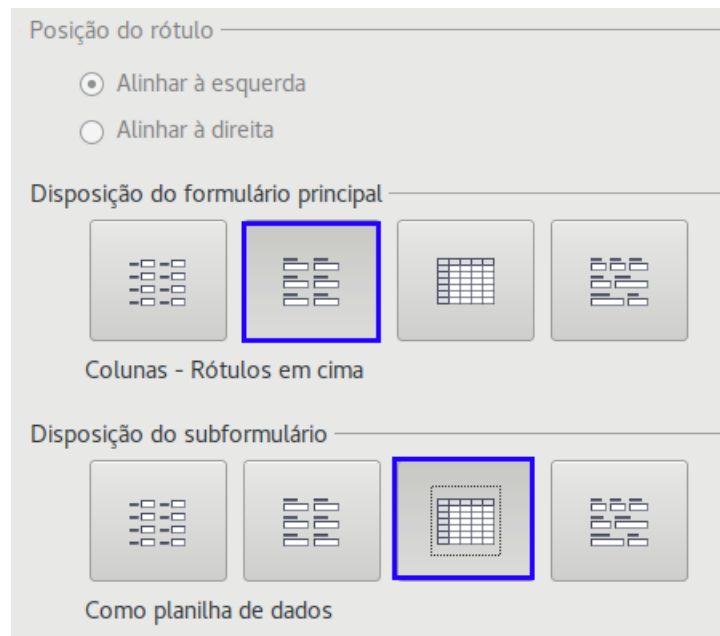 Posição do rótulo
Alinhar à esquerda
Alinhar à direita
Disposição do formulário principal
Colunas - Rótulos em cima
Disposição do subformulário
Como planilha de dados